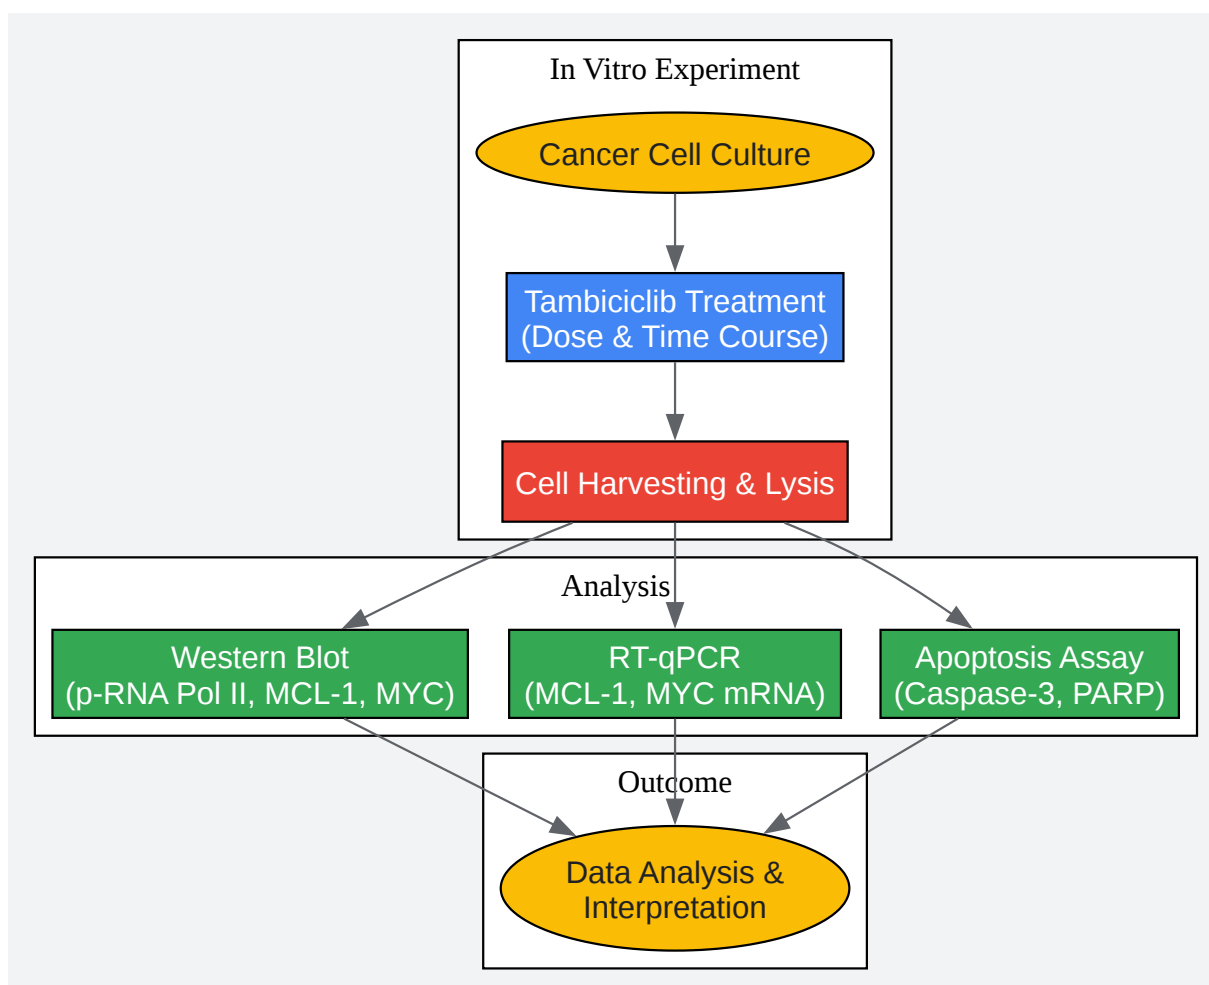 In Vitro Experiment
Cancer Cell Culture
Tambiciclib Treatment
(Dose & Time Course)
Cell Harvesting & Lysis
Analysis
Western Blot
(p-RNA Pol II, MCL-1, MYC)
RT-qPCR
(MCL-1, MYC mRNA)
Apoptosis Assay
(Caspase-3, PARP)
Outcome
Data Analysis &
Interpretation